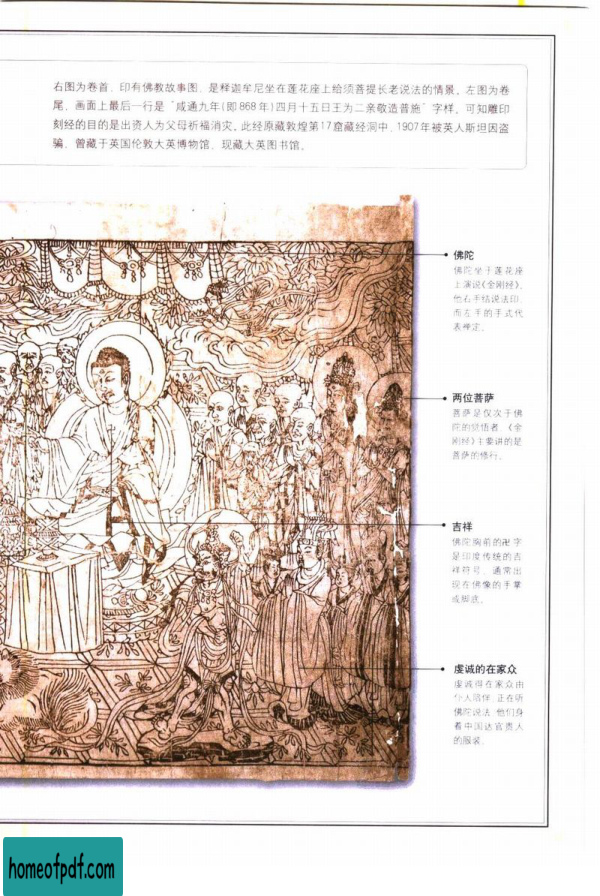 右图为卷首，印有佛教故事图，是释迦牟尼坐在莲花座上给须菩提长老说法的情景。左图为卷
尾，画面上最后一行是“咸通九年(即868年)四月十五日王为二亲敬造普施”字样，可知雕印
刻经的目的是出资人为父母祈福消灾。此经原藏敦煌第17窟藏经洞中，1907年被英人斯坦因盗
骗，曾藏于英国伦敦大英博物馆，现藏大英图书馆。
佛陀
佛陀坐于莲花座
上演说《金刚经》。
他右手结说法印，
而左手的手式代
表禅定。
两位菩萨
菩萨是仅次于佛
陀的觉悟者，《金
刚经》主要讲的是
菩萨的修行。
吉祥
佛陀胸前的卍字
是印度传统的吉
祥符号，通常出
现在佛像的手掌
或脚底。
虔诚的在家众
虔诚得在家众由
仆人陪伴，正在听
佛陀说法，他们身
着中国达官贵人
的服装。
homeofpdf.com